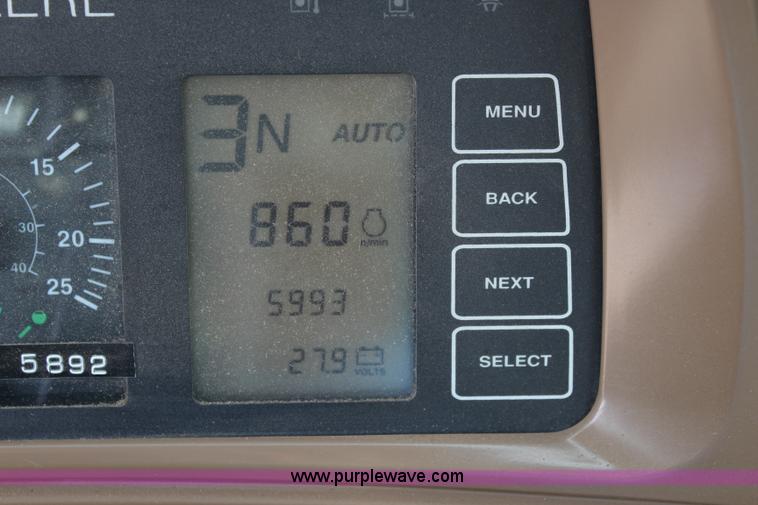 3N AUTO
860 n/min
5993
27.9 VOLTS
MENU
BACK
NEXT
SELECT
15
20
25
30
40
5892
www.purplewave.com